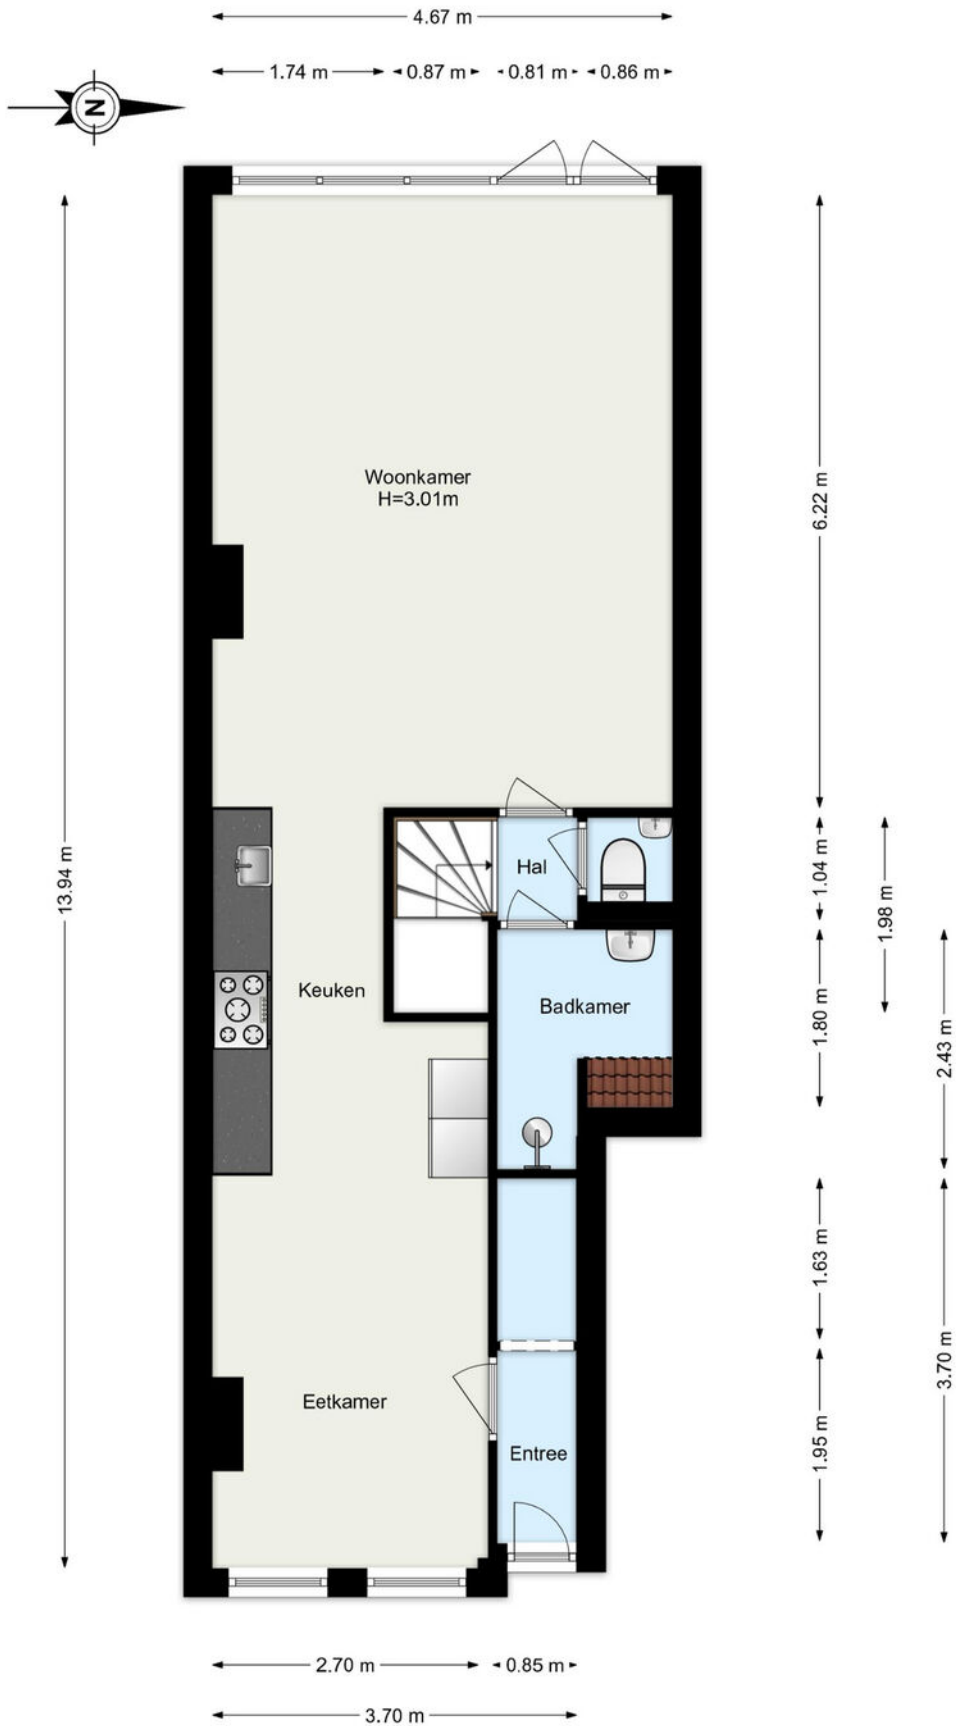 4.67 m
1.74 m
0.87 m
0.81 m
0.86 m
N
Woonkamer
H=3.01m
6.22 m
13.94 m
Hal
1.04 m
1.98 m
Keuken
Badkamer
1.80 m
2.43 m
1.63 m
3.70 m
Eetkamer
Entree
1.95 m
2.70 m
0.85 m
3.70 m